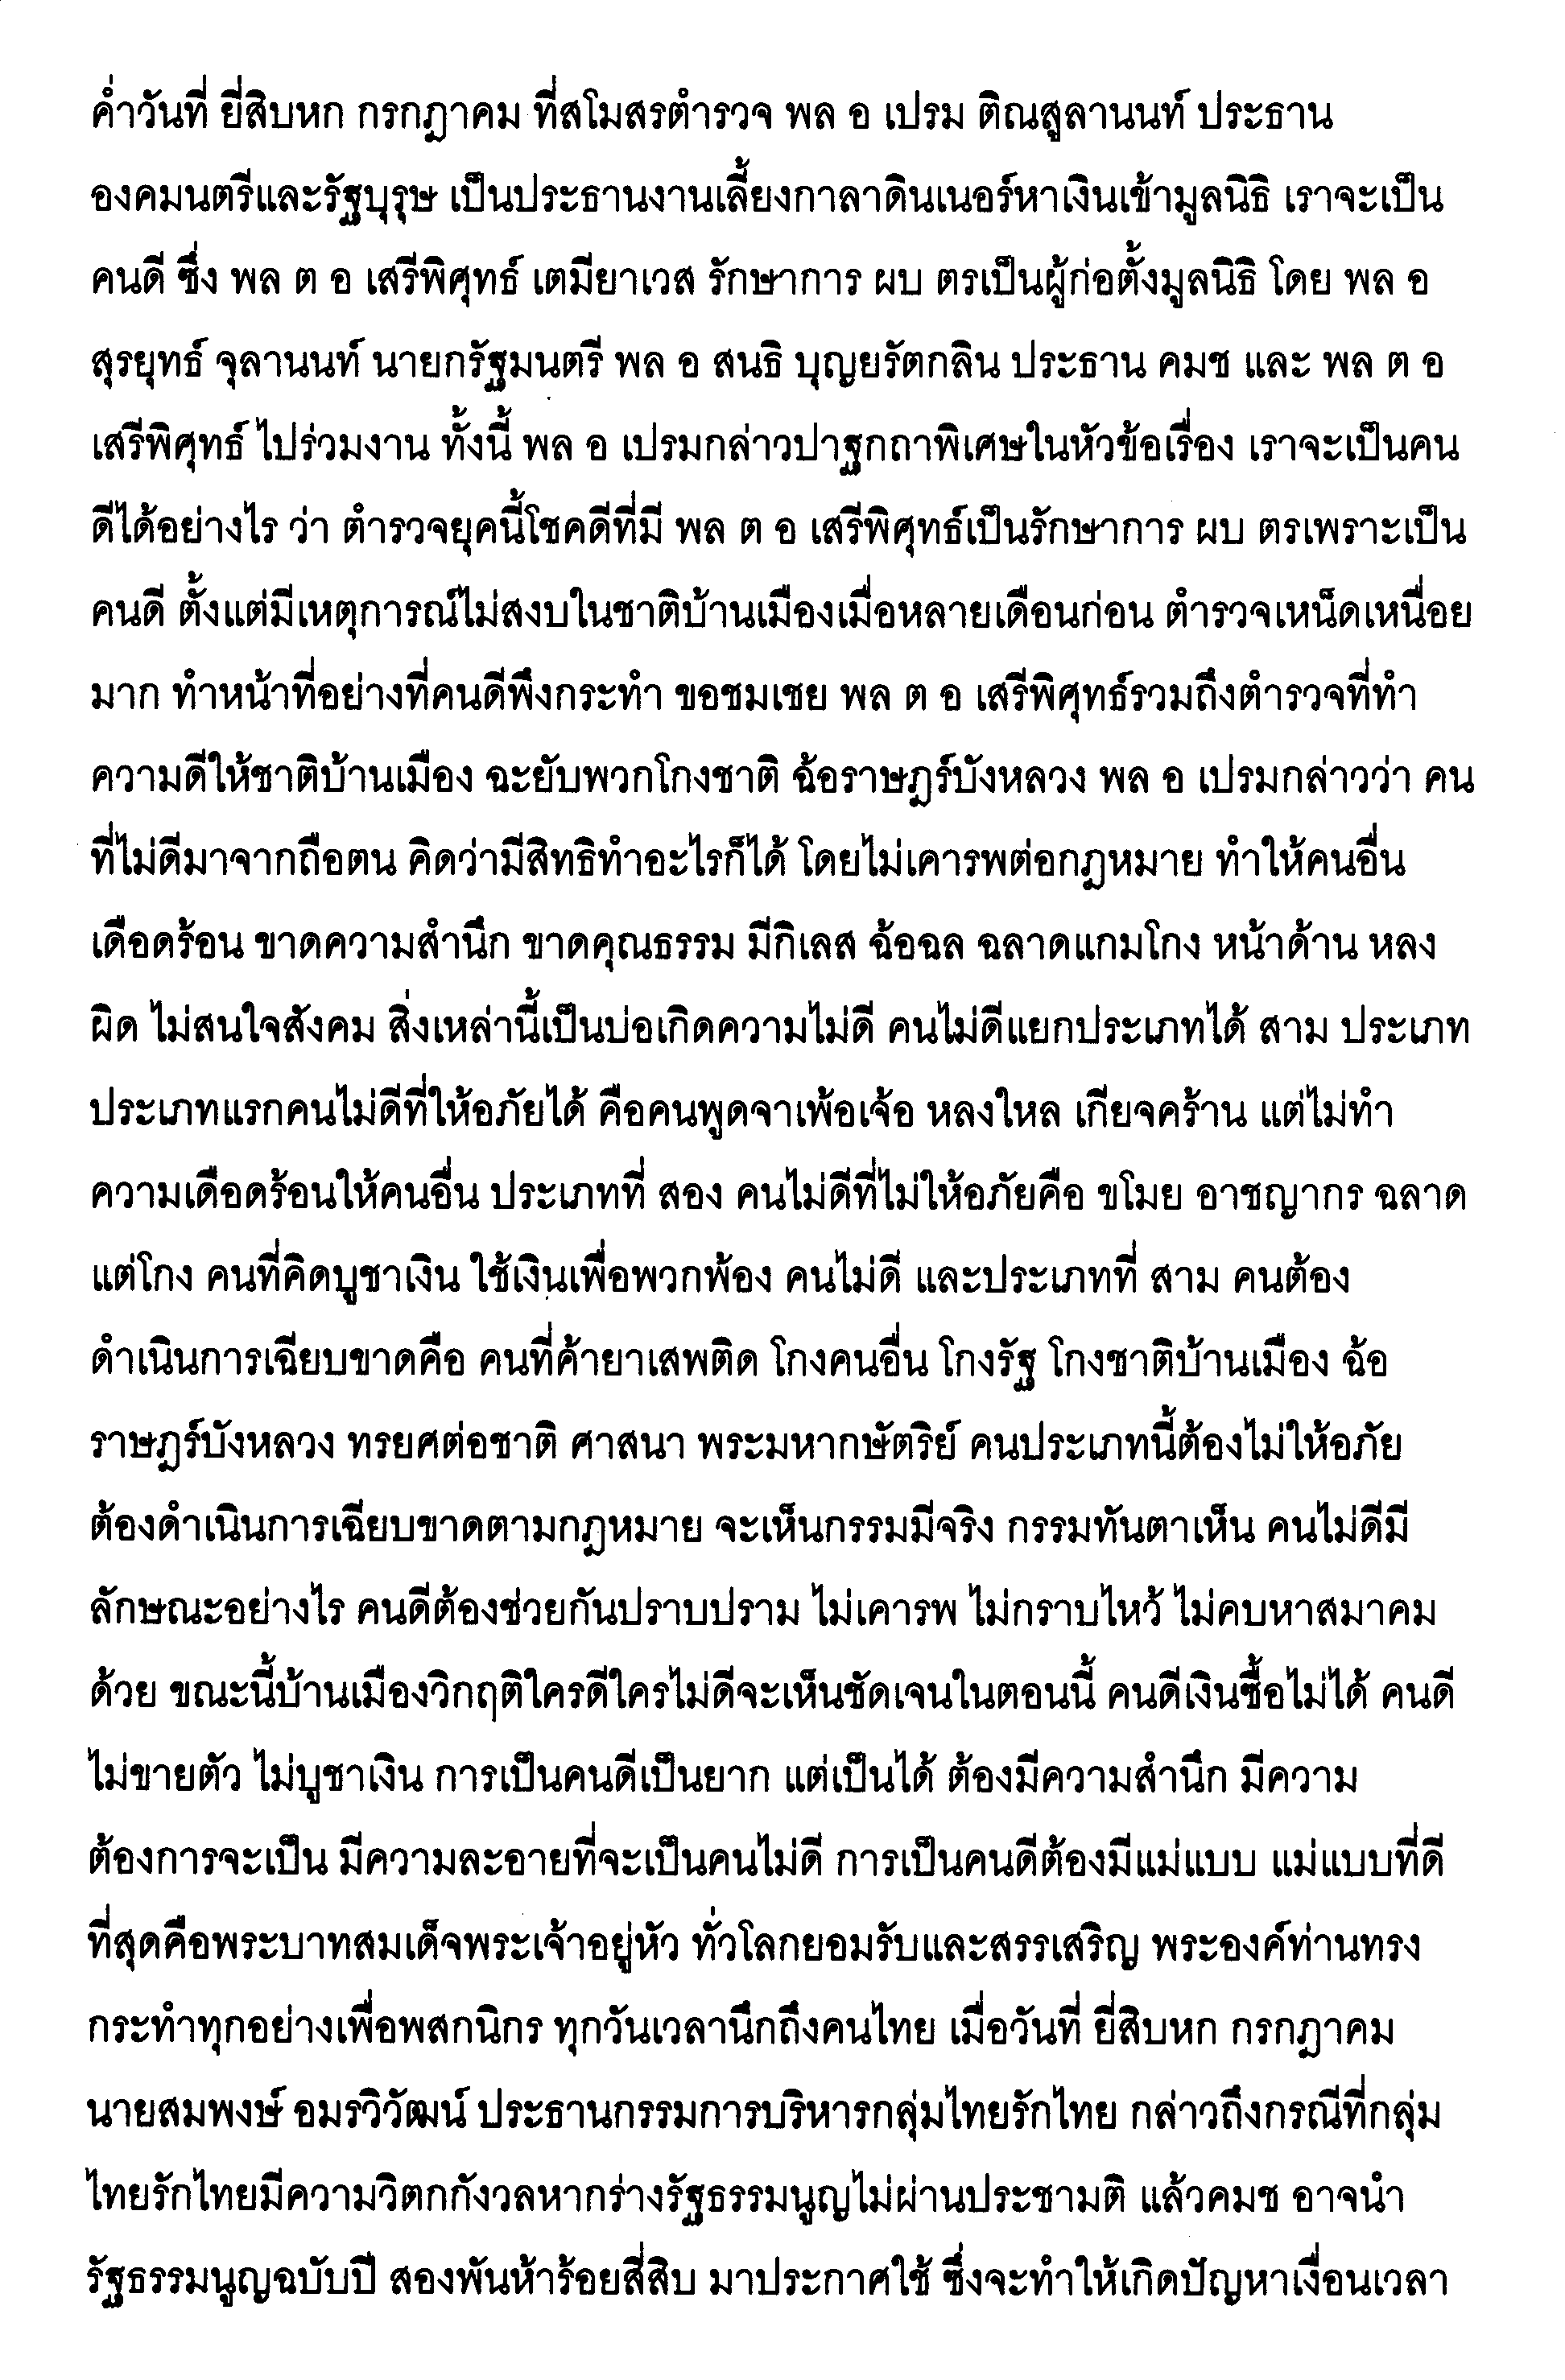 ค่ำวันที่ ยี่สิบหก กรกฎาคม ที่สโมสรตำรวจ พล อ เปรม ติณสูลานนท์ ประธาน
องคมนตรีและรัฐบุรุษ เป็นประธานงานเลี้ยงกาลาดินเนอร์หาเงินเข้ามูลนิธิ เราจะเป็น
คนดี ซึ่ง พล ต อ เสรีพิศุทธ์ เตมียาเวส รักษาการ ผบ ตรเป็นผู้ก่อตั้งมูลนิธิ โดย พล อ
สุรยุทธ์ จุลานนท์ นายกรัฐมนตรี พล อ สนธิ บุญยรัตกลิน ประธาน คมช และ พล ต อ
เสรีพิศุทธ์ ไปร่วมงาน ทั้งนี้ พล อ เปรมกล่าวปาฐกถาพิเศษในหัวข้อเรื่อง เราจะเป็นคน
ดีได้อย่างไร ว่า ตำรวจยุคนี้โชคดีที่มี พล ต อ เสรีพิศุทธ์เป็นรักษาการ ผบ ตรเพราะเป็น
คนดี ตั้งแต่มีเหตุการณ์ไม่สงบในชาติบ้านเมืองเมื่อหลายเดือนก่อน ตำรวจเหน็ดเหนื่อย
มาก ทำหน้าที่อย่างที่คนดีพึงกระทำ ขอชมเชย พล ต อ เสรีพิศุทธ์รวมถึงตำรวจที่ทำ
ความดีให้ชาติบ้านเมือง ฉะยับพวกโกงชาติ ฉ้อราษฎร์บังหลวง พล อ เปรมกล่าวว่า คน
ที่ไม่ดีมาจากถือตน คิดว่ามีสิทธิทำอะไรก็ได้ โดยไม่เคารพต่อกฎหมาย ทำให้คนอื่น
เดือดร้อน ขาดความสำนึก ขาดคุณธรรม มีกิเลส ฉ้อฉล ฉลาดแกมโกง หน้าด้าน หลง
ผิด ไม่สนใจสังคม สิ่งเหล่านี้เป็นบ่อเกิดความไม่ดี คนไม่ดีแยกประเภทได้ สาม ประเภท
ประเภทแรกคนไม่ดีที่ให้อภัยได้ คือคนพูดจาเพ้อเจ้อ หลงใหล เกียจคร้าน แต่ไม่ทำ
ความเดือดร้อนให้คนอื่น ประเภทที่ สอง คนไม่ดีที่ไม่ให้อภัยคือ ขโมย อาชญากร ฉลาด
แต่โกง คนที่คิดบูชาเงิน ใช้เงินเพื่อพวกพ้อง คนไม่ดี และประเภทที่ สาม คนต้อง
ดำเนินการเฉียบขาดคือ คนที่ค้ายาเสพติด โกงคนอื่น โกงรัฐ โกงชาติบ้านเมือง ฉ้อ
ราษฎร์บังหลวง ทรยศต่อชาติ ศาสนา พระมหากษัตริย์ คนประเภทนี้ต้องไม่ให้อภัย
ต้องดำเนินการเฉียบขาดตามกฎหมาย จะเห็นกรรมมีจริง กรรมทันตาเห็น คนไม่ดีมี
ลักษณะอย่างไร คนดีต้องช่วยกันปราบปราม ไม่เคารพ ไม่กราบไหว้ ไม่คบหาสมาคม
ด้วย ขณะนี้บ้านเมืองวิกฤติใครดีใครไม่ดีจะเห็นชัดเจนในตอนนี้ คนดีเงินซื้อไม่ได้ คนดี
ไม่ขายตัว ไม่บูชาเงิน การเป็นคนดีเป็นยาก แต่เป็นได้ ต้องมีความสำนึก มีความ
ต้องการจะเป็น มีความละอายที่จะเป็นคนไม่ดี การเป็นคนดีต้องมีแม่แบบ แม่แบบที่ดี
ที่สุดคือพระบาทสมเด็จพระเจ้าอยู่หัว ทั่วโลกยอมรับและสรรเสริญ พระองค์ท่านทรง
กระทำทุกอย่างเพื่อพสกนิกร ทุกวันเวลานึกถึงคนไทย เมื่อวันที่ ยี่สิบหก กรกฎาคม
นายสมพงษ์ อมรวิวัฒน์ ประธานกรรมการบริหารกลุ่มไทยรักไทย กล่าวถึงกรณีที่กลุ่ม
ไทยรักไทยมีความวิตกกังวลหากร่างรัฐธรรมนูญไม่ผ่านประชามติ แล้วคมช อาจนำ
รัฐธรรมนูญฉบับปี สองพันห้าร้อยสี่สิบ มาประกาศใช้ ซึ่งจะทำให้เกิดปัญหาเงื่อนเวลา